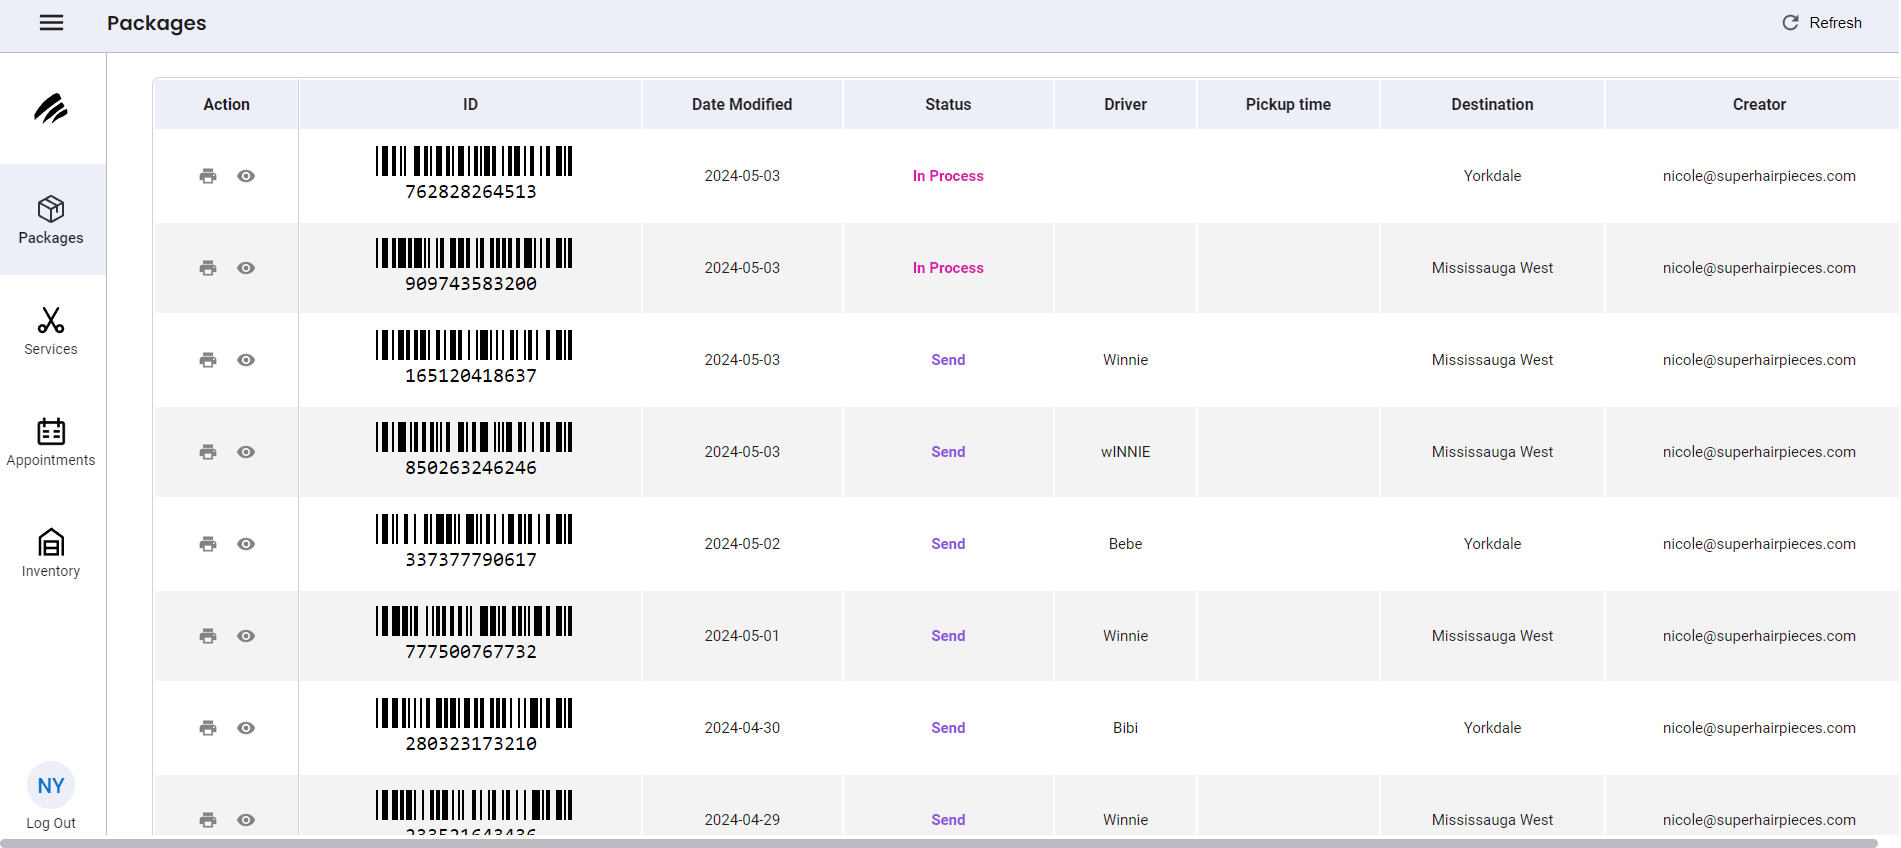 Packages
Refresh
Action ID Date Modified Status Driver Pickup time Destination Creator
762828264513 2024-05-03 In Process Yorkdale nicole@superhairpieces.com
Packages
909743583200 2024-05-03 In Process Mississauga West nicole@superhairpieces.com
Services
165120418637 2024-05-03 Send Winnie Mississauga West nicole@superhairpieces.com
Appointments
850263246246 2024-05-03 Send wINNIE Mississauga West nicole@superhairpieces.com
Inventory
337377790617 2024-05-02 Send Bebe Yorkdale nicole@superhairpieces.com
777500767732 2024-05-01 Send Winnie Mississauga West nicole@superhairpieces.com
280323173210 2024-04-30 Send Bibi Yorkdale nicole@superhairpieces.com
NY
Log Out
2024-04-29 Send Winnie Mississauga West nicole@superhairpieces.com